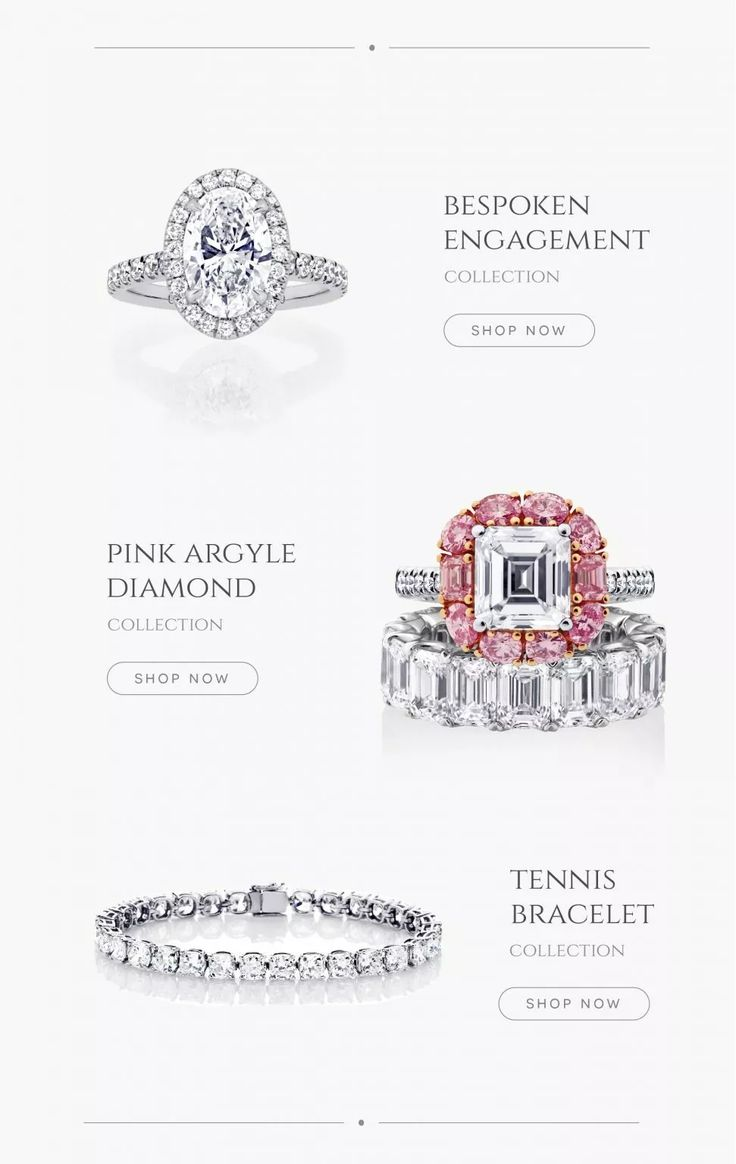 BESPOKEN
ENGAGEMENT
COLLECTION
SHOP NOW
PINK ARGYLE
DIAMOND
COLLECTION
SHOP NOW
TENNIS
BRACELET
COLLECTION
SHOP NOW